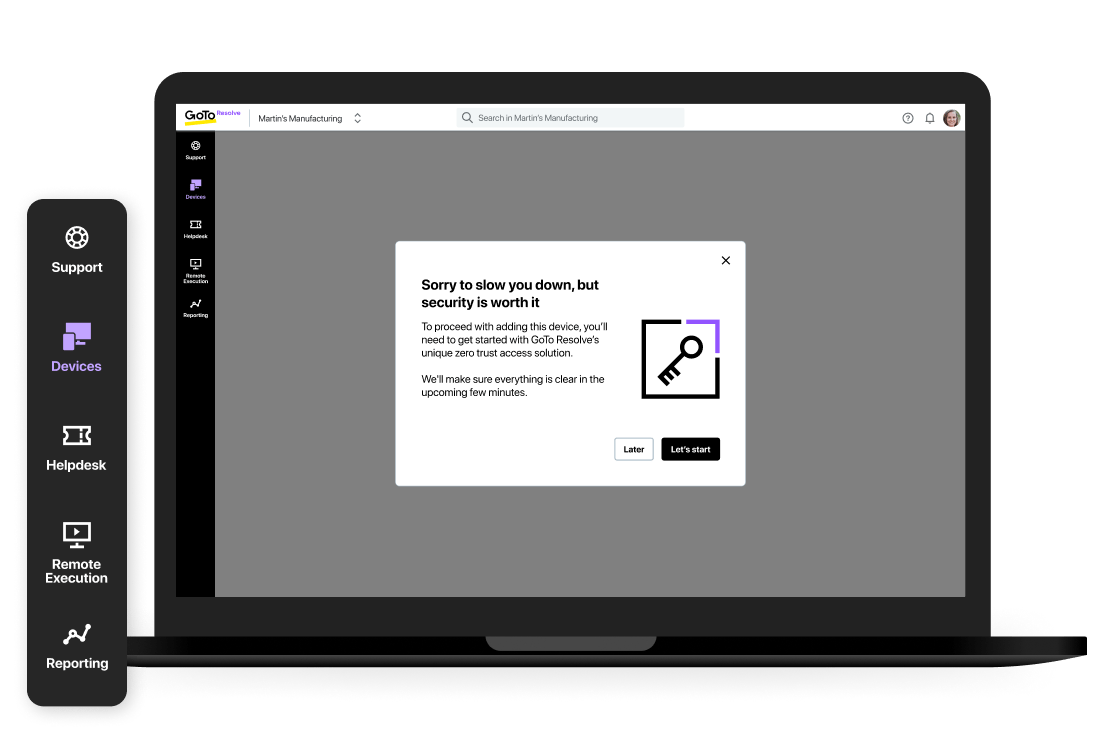 GoTo Resolve
Martin's Manufacturing
Search in Martin's Manufacturing
Support
Devices
Helpdesk
Remote
Execution
Reporting
Support
Devices
Helpdesk
Remote
Execution
Reporting
Sorry to slow you down, but
security is worth it
To proceed with adding this device, you'll
need to get started with GoTo Resolve's
unique zero trust access solution.
We'll make sure everything is clear in the
upcoming few minutes.
Later
Let's start